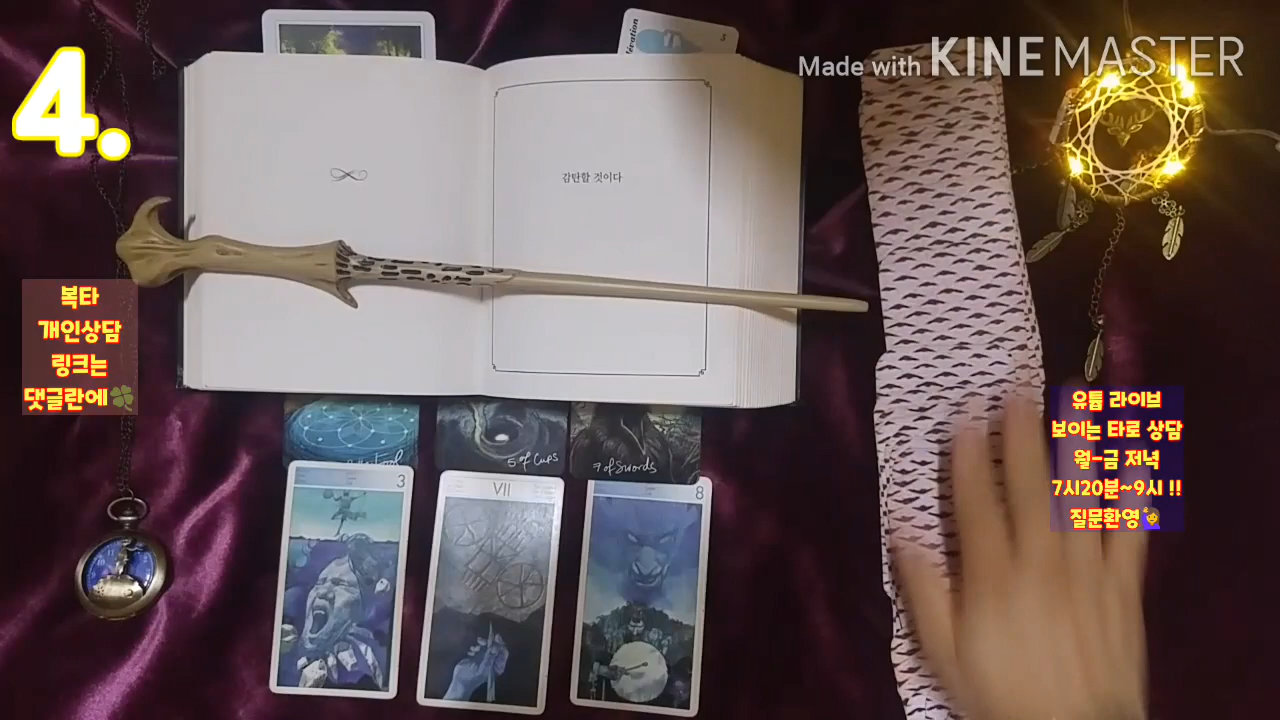 4.
Made with KINEMASTER
5
감탄할 것이다
복타
개인상담
링크는
댓글란에🍀
유튭 라이브
보이는 타로 상담
월-금 저녁
7시20분~9시 !!
질문환영🙋‍♀️
5 of Cups
7 of Swords
3
VII
8